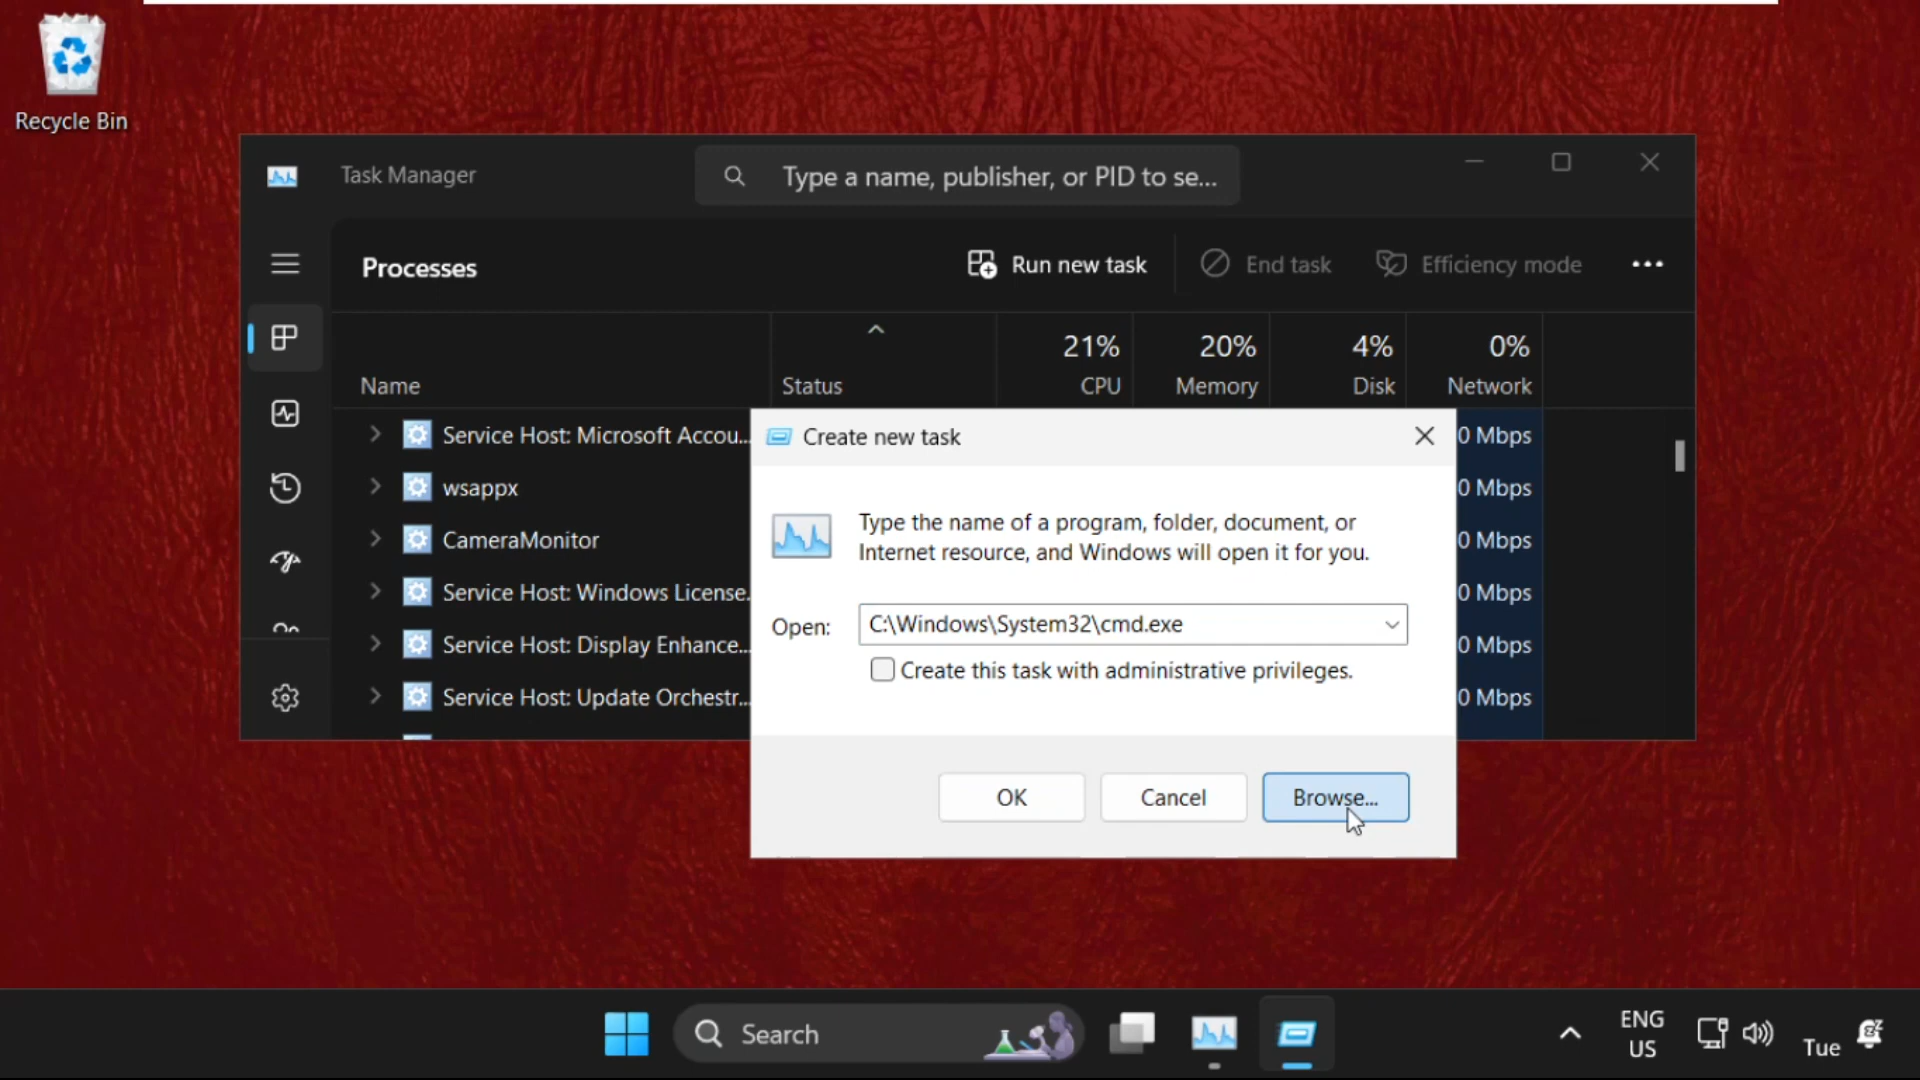 Recycle Bin
Task Manager
Type a name, publisher, or PID to se...
Processes
Run new task
End task
Efficiency mode
21%
20%
4%
0%
Name
Status
CPU
Memory
Disk
Network
Service Host: Microsoft Accou...
0 Mbps
wsappx
0 Mbps
CameraMonitor
0 Mbps
Service Host: Windows License...
0 Mbps
Service Host: Display Enhance...
0 Mbps
Service Host: Update Orchestr...
0 Mbps
Create new task
Type the name of a program, folder, document, or
Internet resource, and Windows will open it for you.
Open:
C:\Windows\System32\cmd.exe
Create this task with administrative privileges.
OK
Cancel
Browse...
Search
ENG
US
Tue